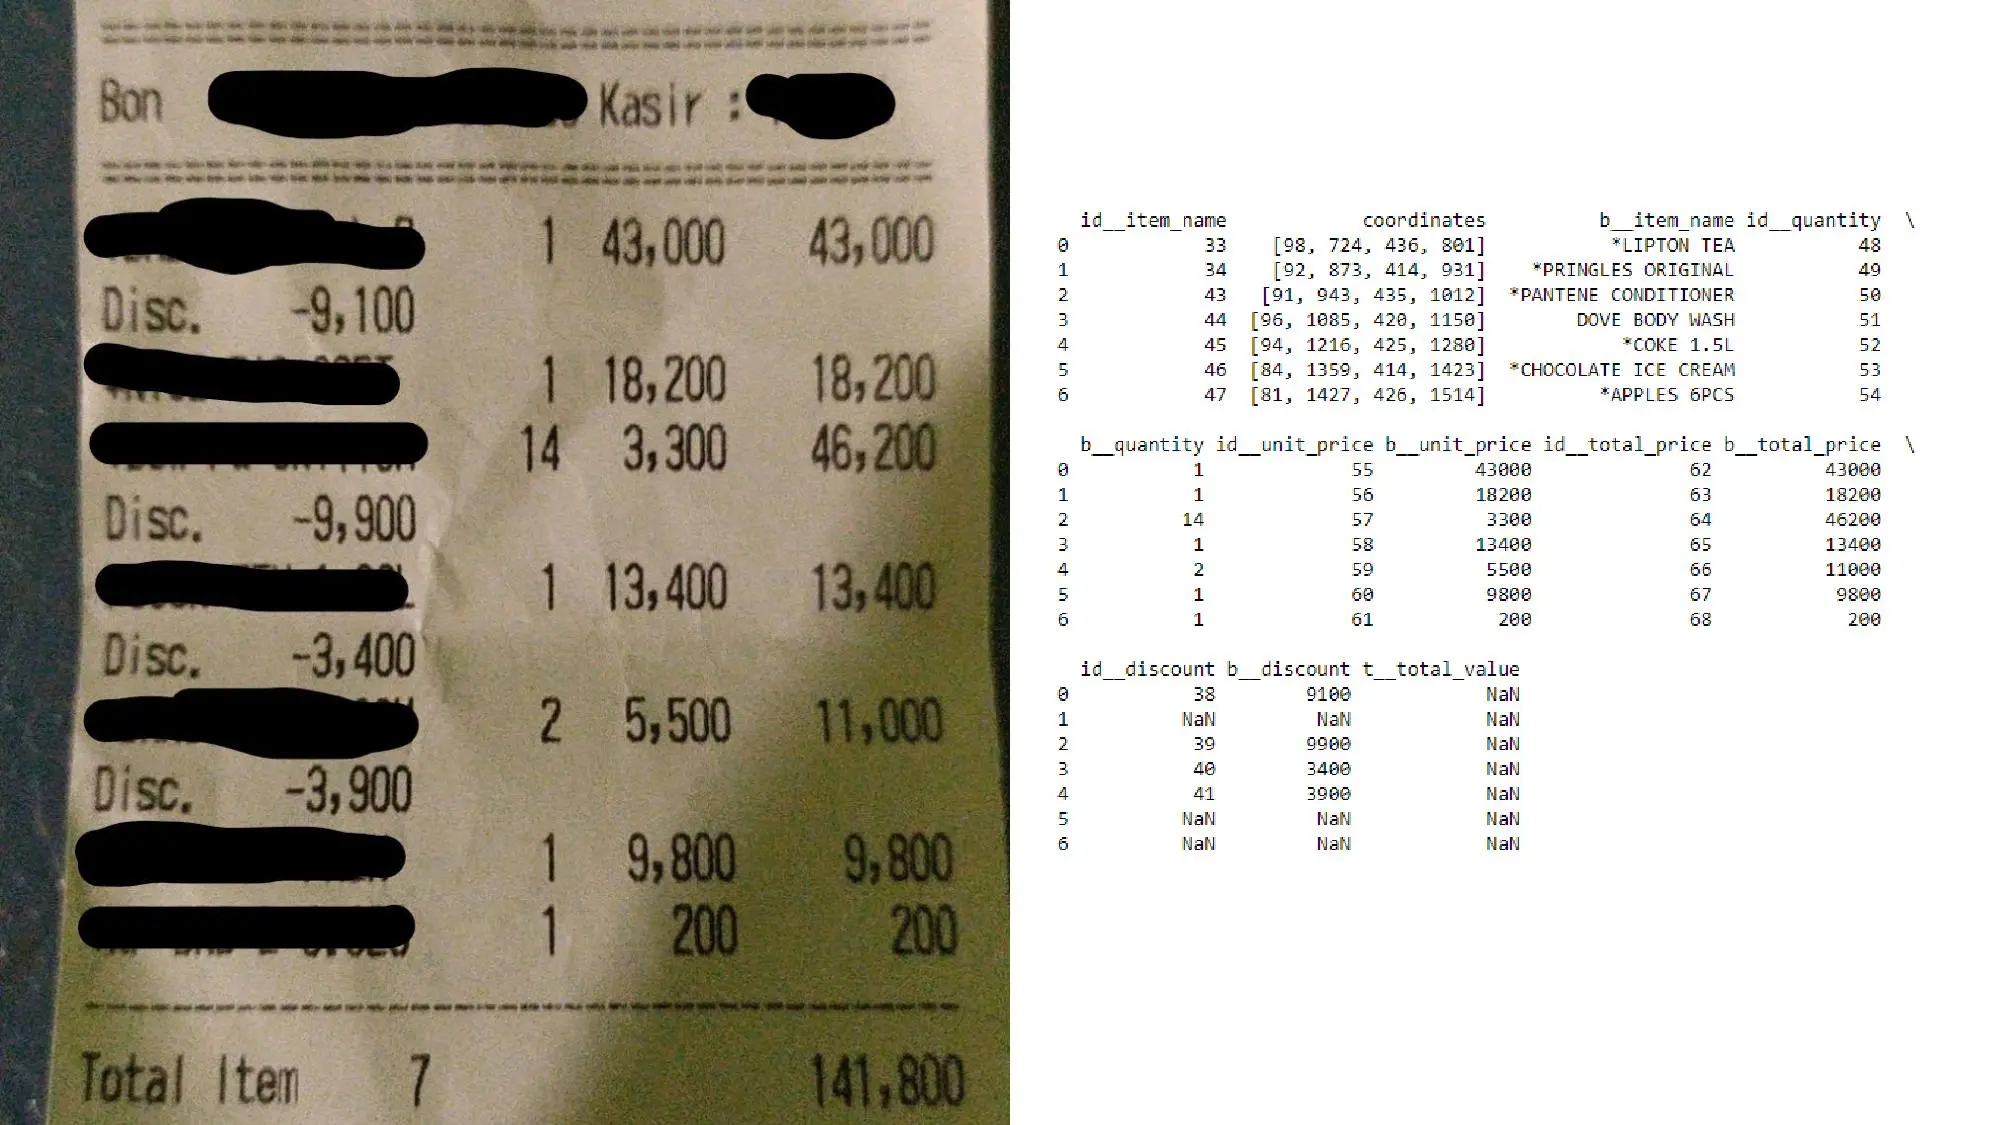 Bon Kasir :
1 43,000 43,000
Disc. -9,100
1 18,200 18,200
14 3,300 46,200
Disc. -9,900
1 13,400 13,400
Disc. -3,400
2 5,500 11,000
Disc. -3,900
1 9,800 9,800
1 200 200
Total Item 7 141,800
id__item_name coordinates b__item_name id__quantity \
0 33 [98, 724, 436, 801] *LIPTON TEA 48
1 34 [92, 873, 414, 931] *PRINGLES ORIGINAL 49
2 43 [91, 943, 435, 1012] *PANTENE CONDITIONER 50
3 44 [96, 1085, 420, 1150] DOVE BODY WASH 51
4 45 [94, 1216, 425, 1280] *COKE 1.5L 52
5 46 [84, 1359, 414, 1423] *CHOCOLATE ICE CREAM 53
6 47 [81, 1427, 426, 1514] *APPLES 6PCS 54
b__quantity id__unit_price b__unit_price id__total_price b__total_price \
0 1 55 43000 62 43000
1 1 56 18200 63 18200
2 14 57 3300 64 46200
3 1 58 13400 65 13400
4 2 59 5500 66 11000
5 1 60 9800 67 9800
6 1 61 200 68 200
id__discount b__discount t__total_value
0 38 9100 NaN
1 NaN NaN NaN
2 39 9900 NaN
3 40 3400 NaN
4 41 3900 NaN
5 NaN NaN NaN
6 NaN NaN NaN